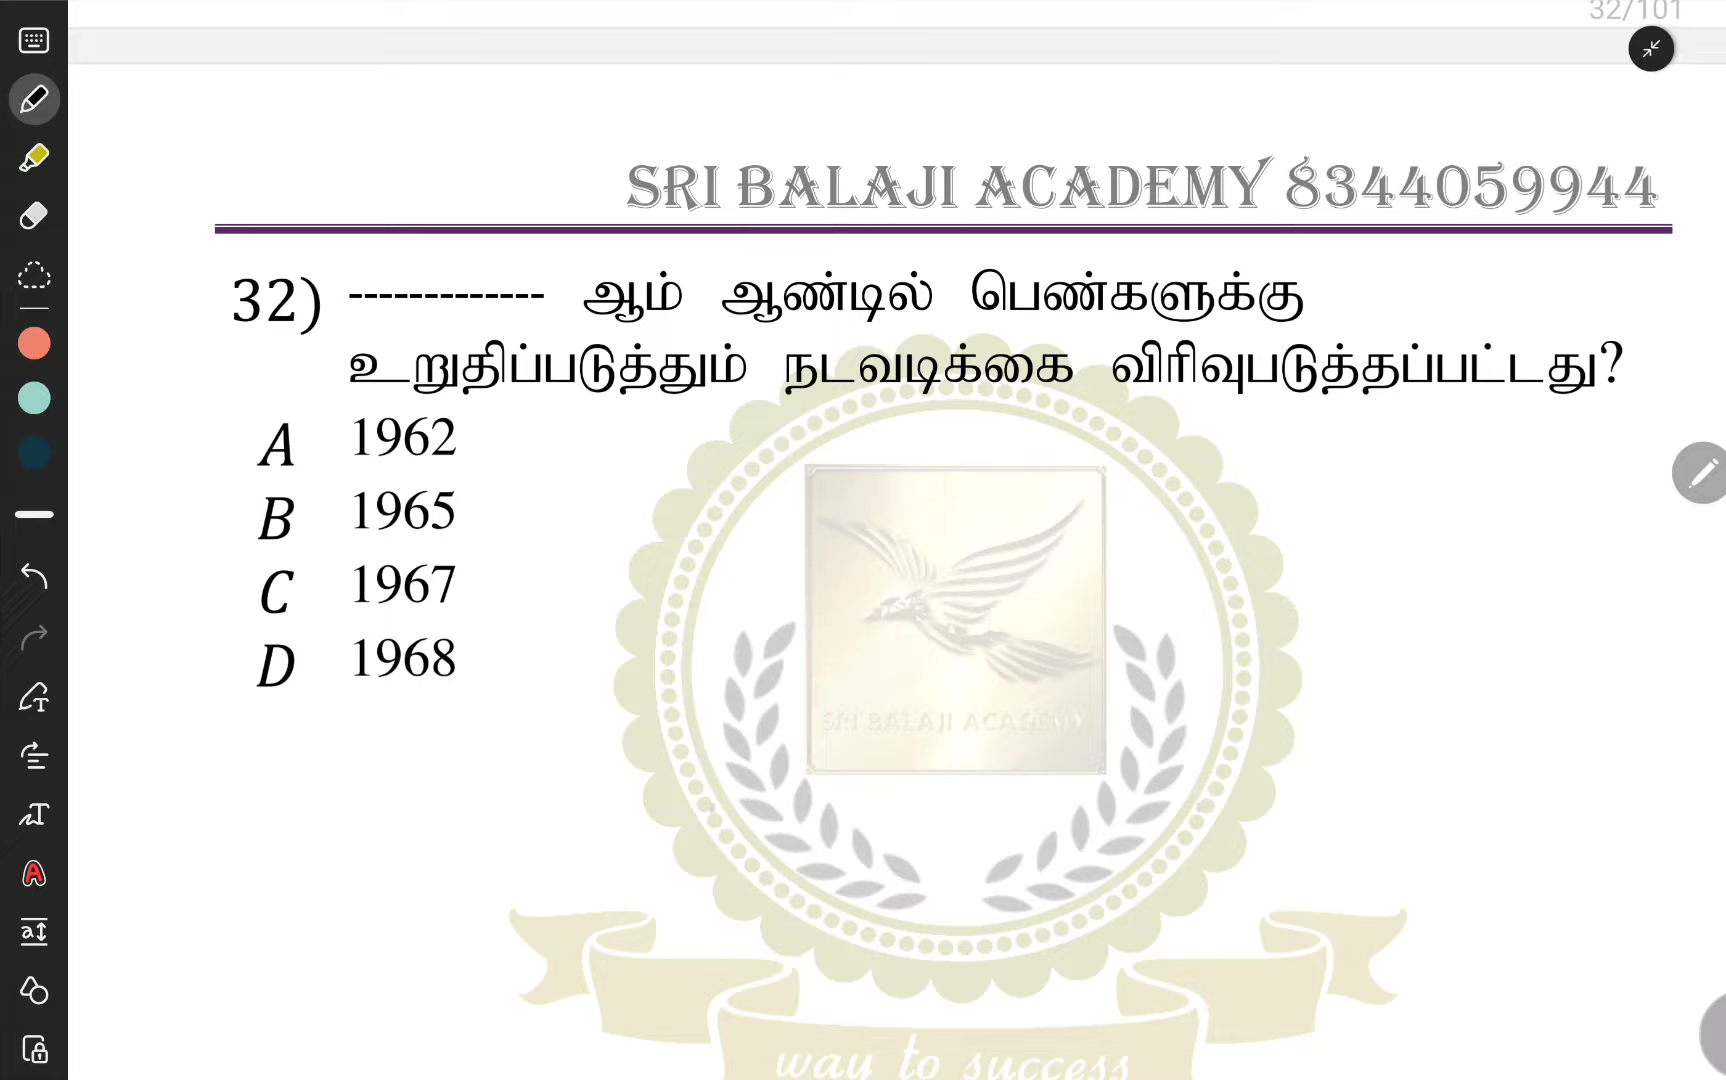 32/101
SRI BALAJI ACADEMY 8344059944
32) ------------- ஆம் ஆண்டில் பெண்களுக்கு
உறுதிப்படுத்தும் நடவடிக்கை விரிவுபடுத்தப்பட்டது?
A 1962
B 1965
C 1967
D 1968
SRI BALAJI ACADEMY
way to success